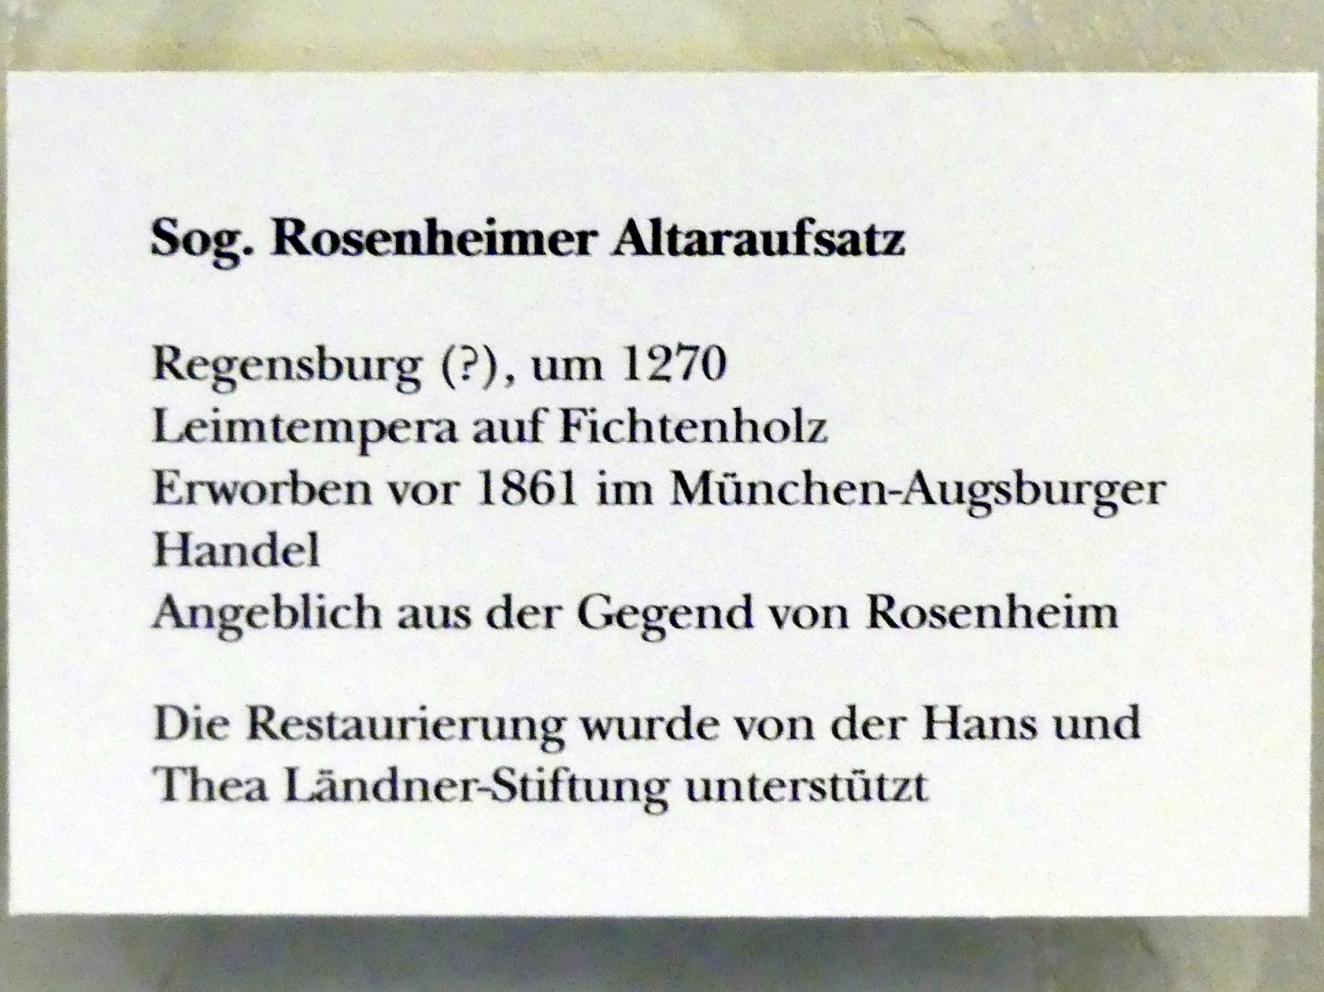 Sog. Rosenheimer Altaraufsatz
Regensburg (?), um 1270
Leimtempera auf Fichtenholz
Erworben vor 1861 im München-Augsburger
Handel
Angeblich aus der Gegend von Rosenheim
Die Restaurierung wurde von der Hans und
Thea Ländner-Stiftung unterstützt